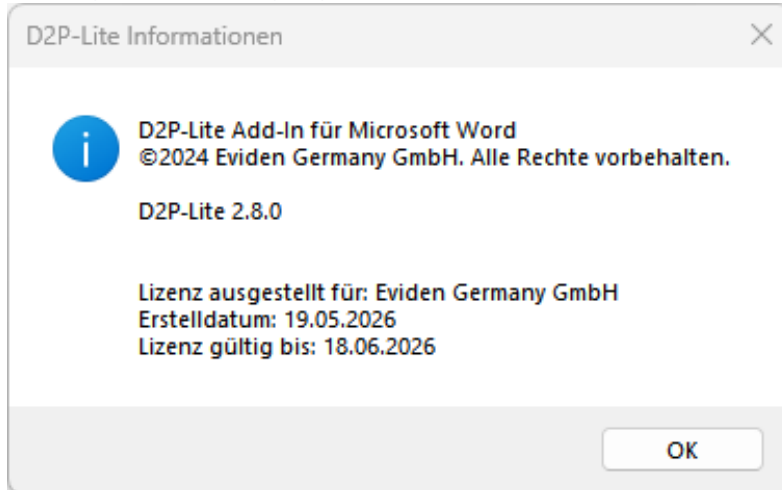 D2P-Lite Informationen
D2P-Lite Add-In für Microsoft Word
©2024 Eviden Germany GmbH. Alle Rechte vorbehalten.
D2P-Lite 2.8.0
Lizenz ausgestellt für: Eviden Germany GmbH
Erstelldatum: 19.05.2026
Lizenz gültig bis: 18.06.2026
OK